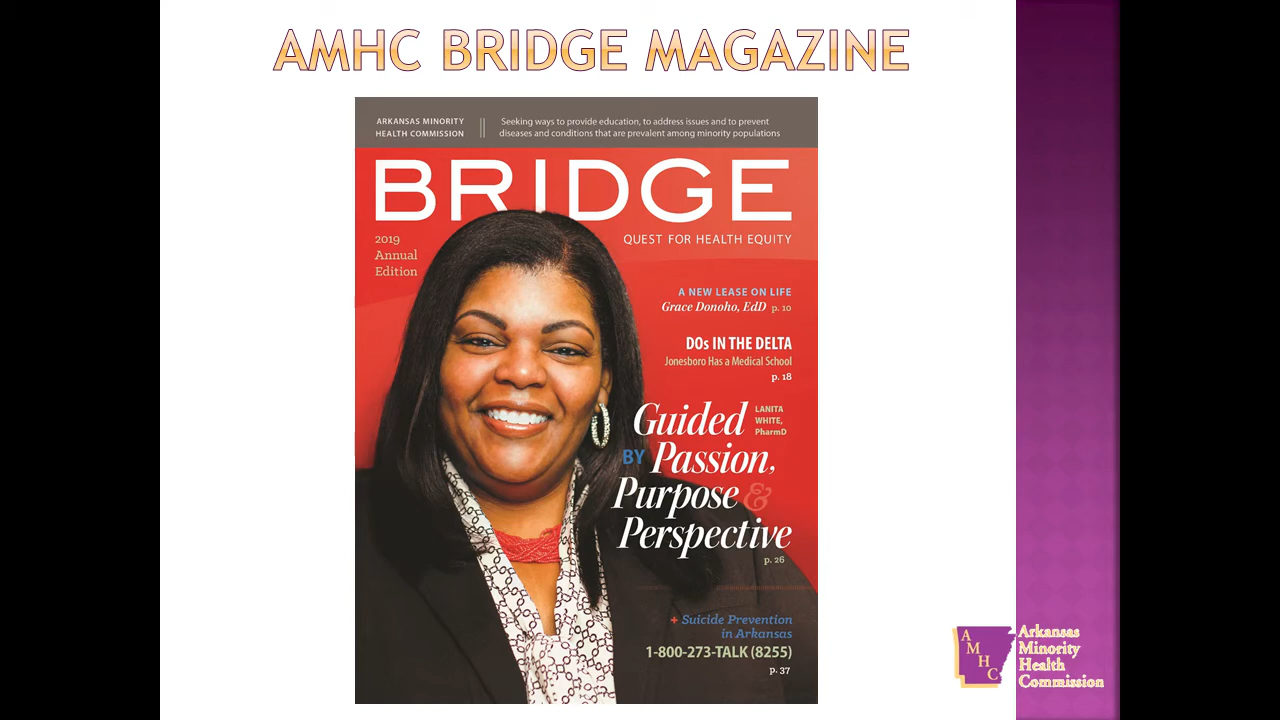 AMHC BRIDGE MAGAZINE
ARKANSAS MINORITY
HEALTH COMMISSION
Seeking ways to provide education, to address issues and to prevent
diseases and conditions that are prevalent among minority populations
BRIDGE
QUEST FOR HEALTH EQUITY
2019
Annual
Edition
A NEW LEASE ON LIFE
Grace Donoho, EdD p. 10
DOs IN THE DELTA
Jonesboro Has a Medical School
p. 18
Guided
LANITA
WHITE,
PharmD
BY Passion,
Purpose &
Perspective
p. 26
+ Suicide Prevention
in Arkansas
1-800-273-TALK (8255)
p. 37
AMHC
Arkansas
Minority
Health
Commission